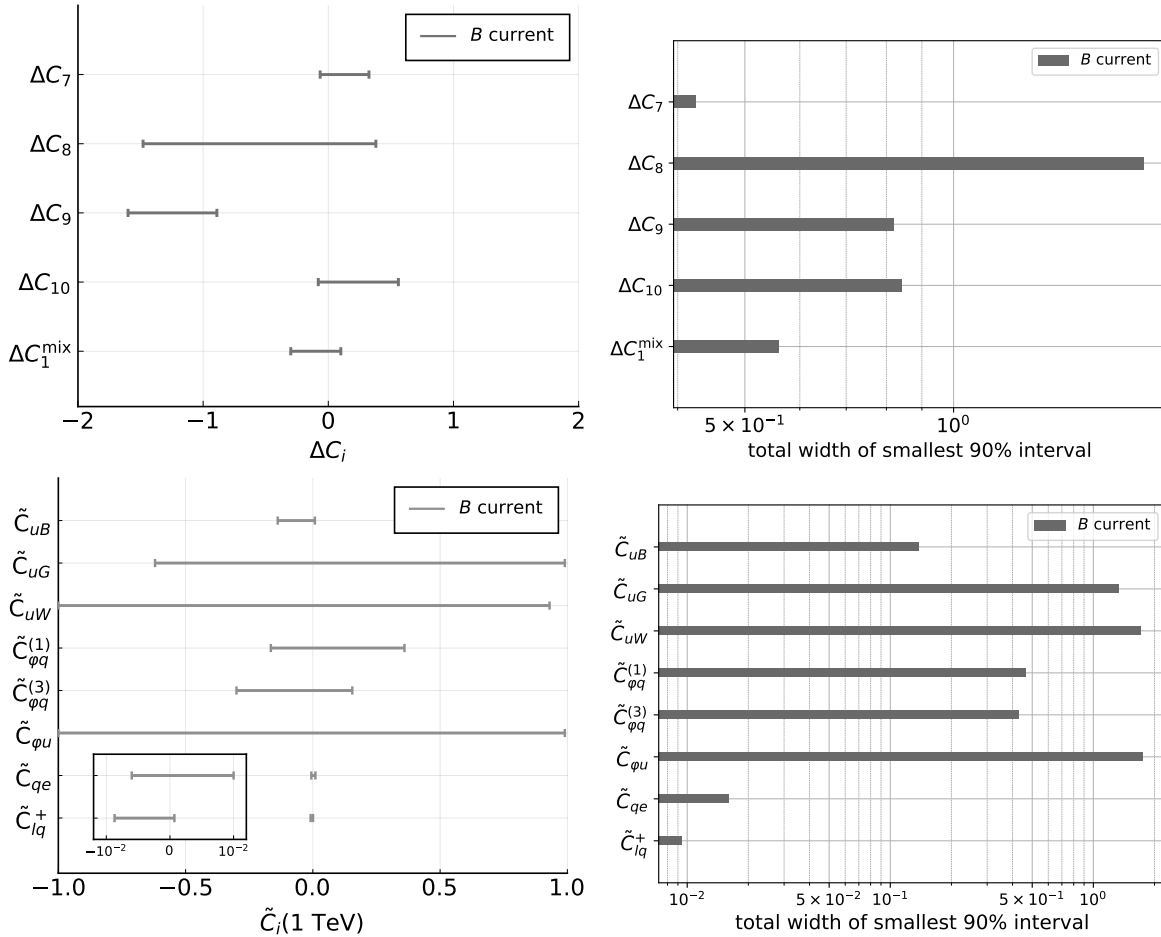 B current
ΔC₇
ΔC₈
ΔC₉
ΔC₁₀
ΔC₁ᵐⁱˣ
−2 −1 0 1 2
ΔCᵢ
B current
ΔC₇
ΔC₈
ΔC₉
ΔC₁₀
ΔC₁ᵐⁱˣ
5 × 10⁻¹ 10⁰
total width of smallest 90% interval
B current
C̃_{uB}
C̃_{uG}
C̃_{uW}
C̃_{φq}^{(1)}
C̃_{φq}^{(3)}
C̃_{φu}
C̃_{qe}
C̃_{lq}^{+}
−10⁻² 0 10⁻²
−1.0 −0.5 0.0 0.5 1.0
C̃ᵢ(1 TeV)
B current
C̃_{uB}
C̃_{uG}
C̃_{uW}
C̃_{φq}^{(1)}
C̃_{φq}^{(3)}
C̃_{φu}
C̃_{qe}
C̃_{lq}^{+}
10⁻² 5 × 10⁻² 10⁻¹ 5 × 10⁻¹ 10⁰
total width of smallest 90% interval